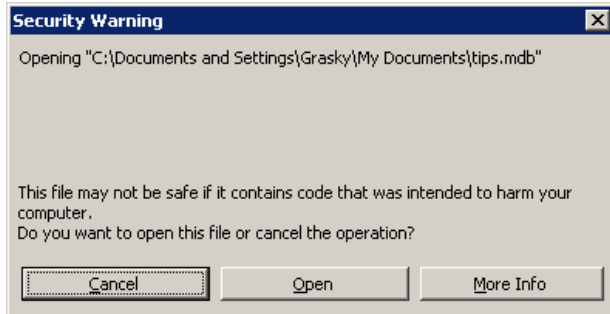 Security Warning
Opening "C:\Documents and Settings\Grasky\My Documents\tips.mdb"
This file may not be safe if it contains code that was intended to harm your
computer.
Do you want to open this file or cancel the operation?
Cancel Open More Info